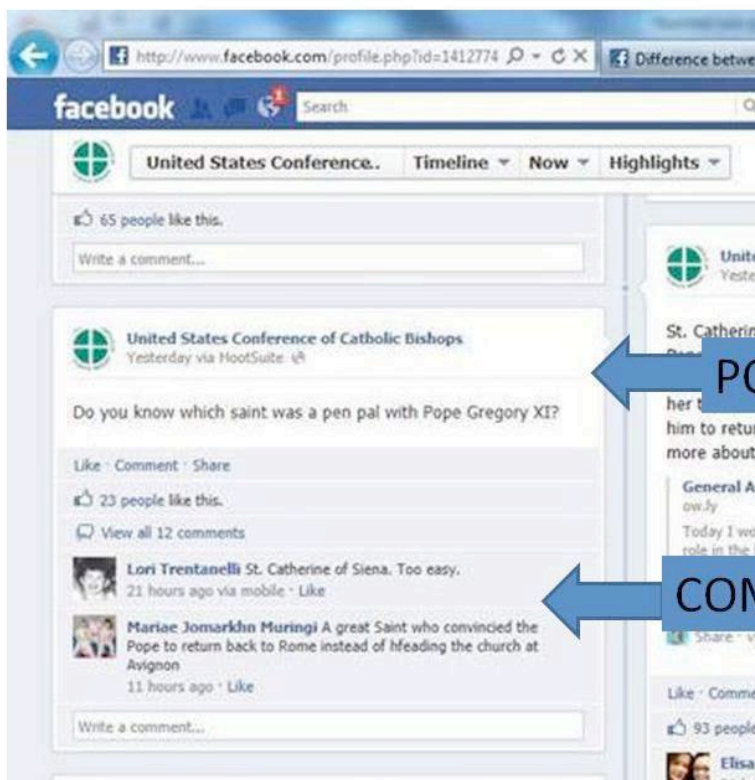 http://www.facebook.com/profile.php?id=1412774
Difference betwe
facebook
1
Search
United States Conference..
Timeline
Now
Highlights
65 people like this.
Write a comment...
United States Conference of Catholic Bishops
Yesterday via HootSuite
Do you know which saint was a pen pal with Pope Gregory XI?
Like · Comment · Share
23 people like this.
View all 12 comments
Lori Trentanelli St. Catherine of Siena. Too easy.
21 hours ago via mobile · Like
Mariae Jomarkhn Muringi A great Saint who convincied the
Pope to return back to Rome instead of hfeading the church at
Avignon
11 hours ago · Like
Write a comment...
Unite
Yeste
St. Catherin
PO
her t
him to retur
more about
General A
ow.ly
Today I wo
role in the
COM
Share · v
Like · Comme
93 people
Elisa